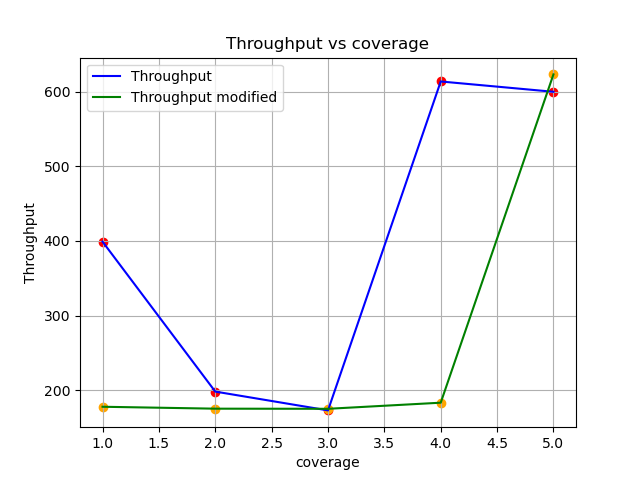 Throughput vs coverage
Throughput
Throughput modified
600
500
400
300
200
Throughput
1.0 1.5 2.0 2.5 3.0 3.5 4.0 4.5 5.0
coverage